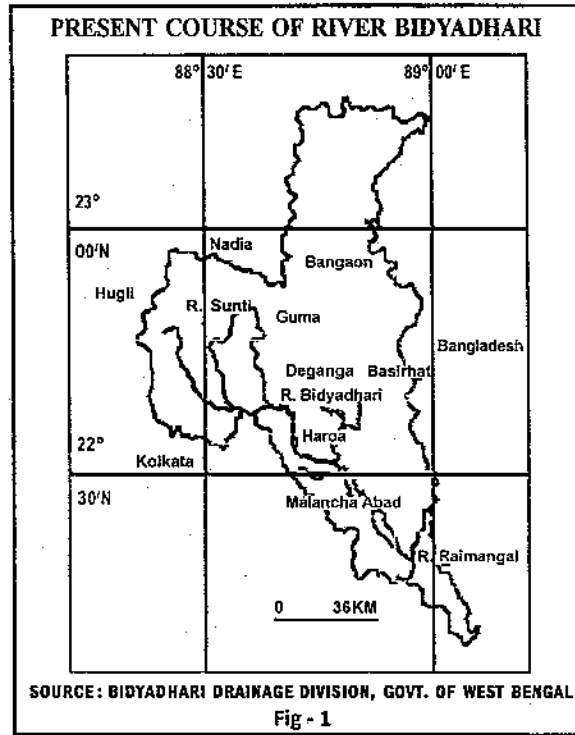 PRESENT COURSE OF RIVER BIDYADHARI
88° 30' E
89° 00' E
23°
00'N
Nadia
Bangaon
Hugli
R. Sunti
Guma
Bangladesh
Deganga
Basirhat
R. Bidyadhari
Haroa
Kolkata
22°
30'N
Malancha Abad
R. Raimangal
0 36KM
SOURCE: BIDYADHARI DRAINAGE DIVISION, GOVT. OF WEST BENGAL
Fig - 1